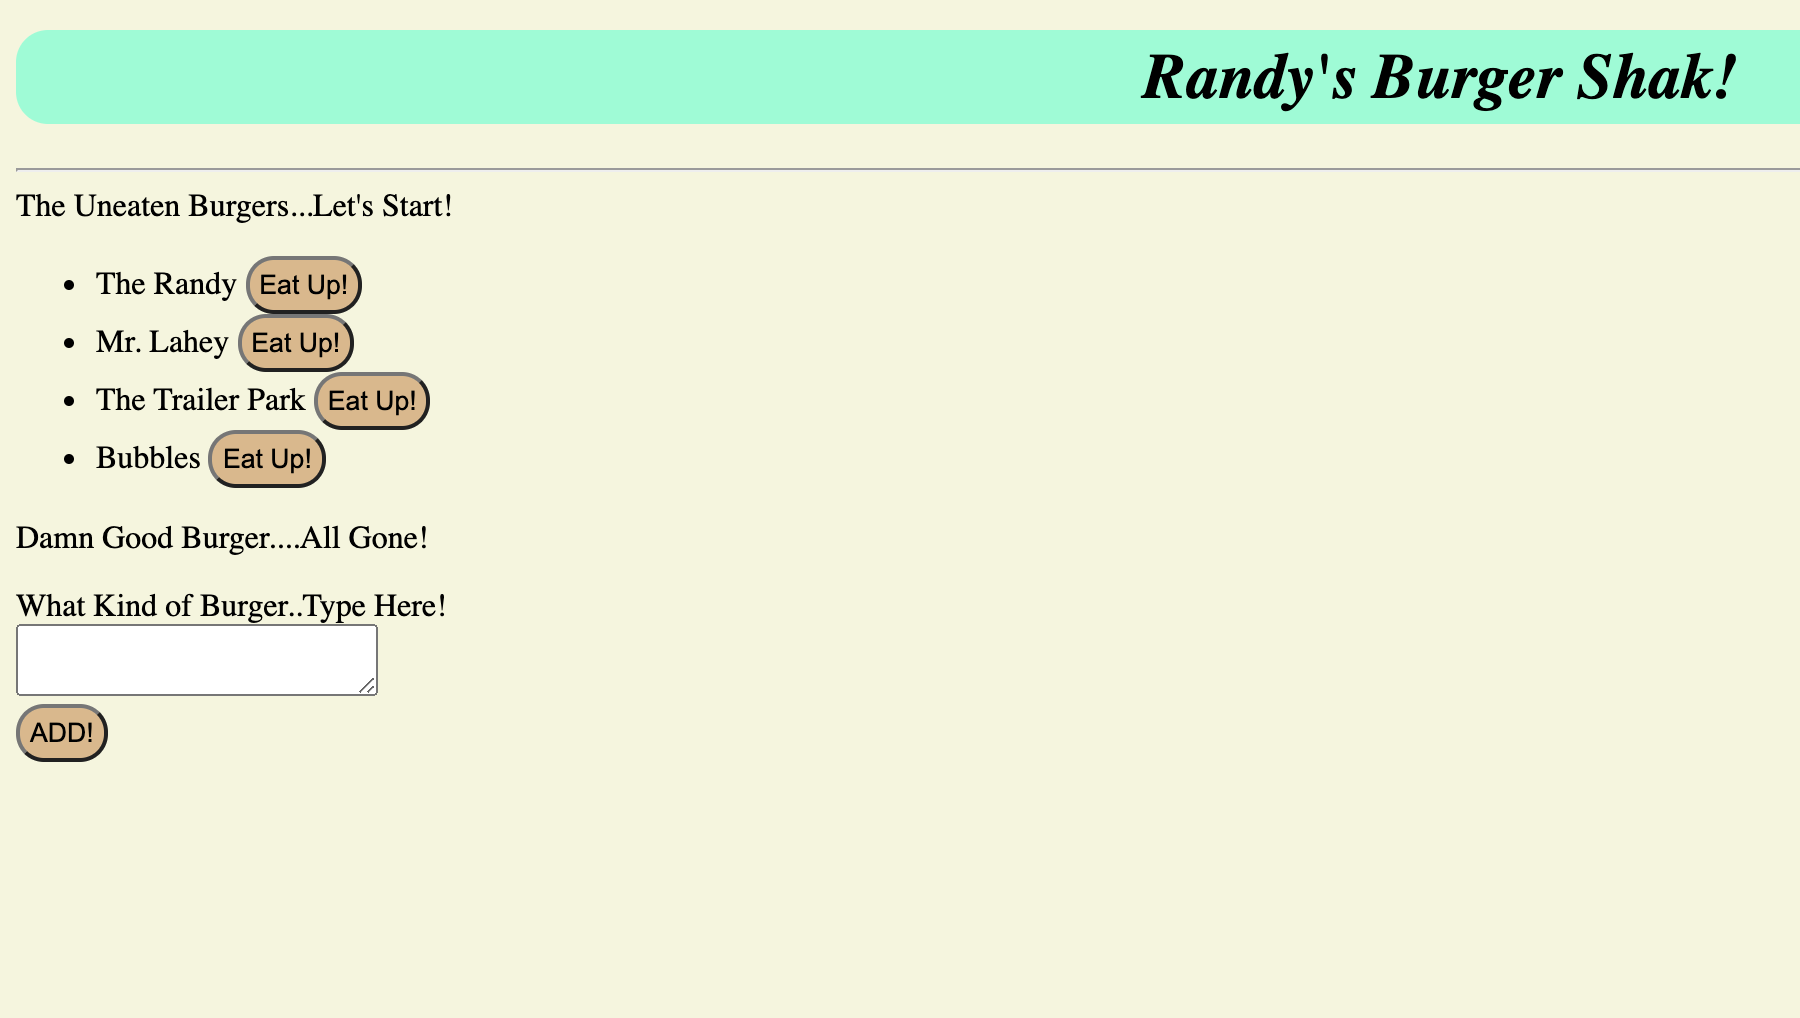 Randy's Burger Shak!
The Uneaten Burgers...Let's Start!
The Randy Eat Up!
Mr. Lahey Eat Up!
The Trailer Park Eat Up!
Bubbles Eat Up!
Damn Good Burger....All Gone!
What Kind of Burger..Type Here!
ADD!